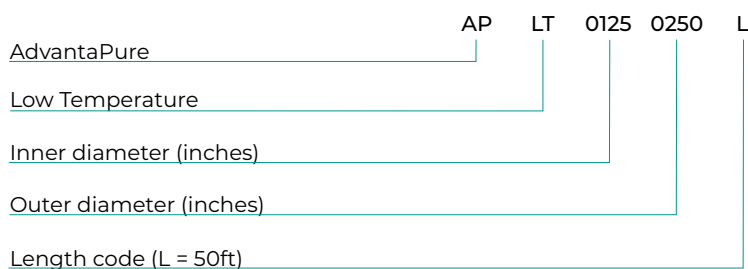 AP LT 0125 0250 L
AdvantaPure
Low Temperature
Inner diameter (inches)
Outer diameter (inches)
Length code (L = 50ft)